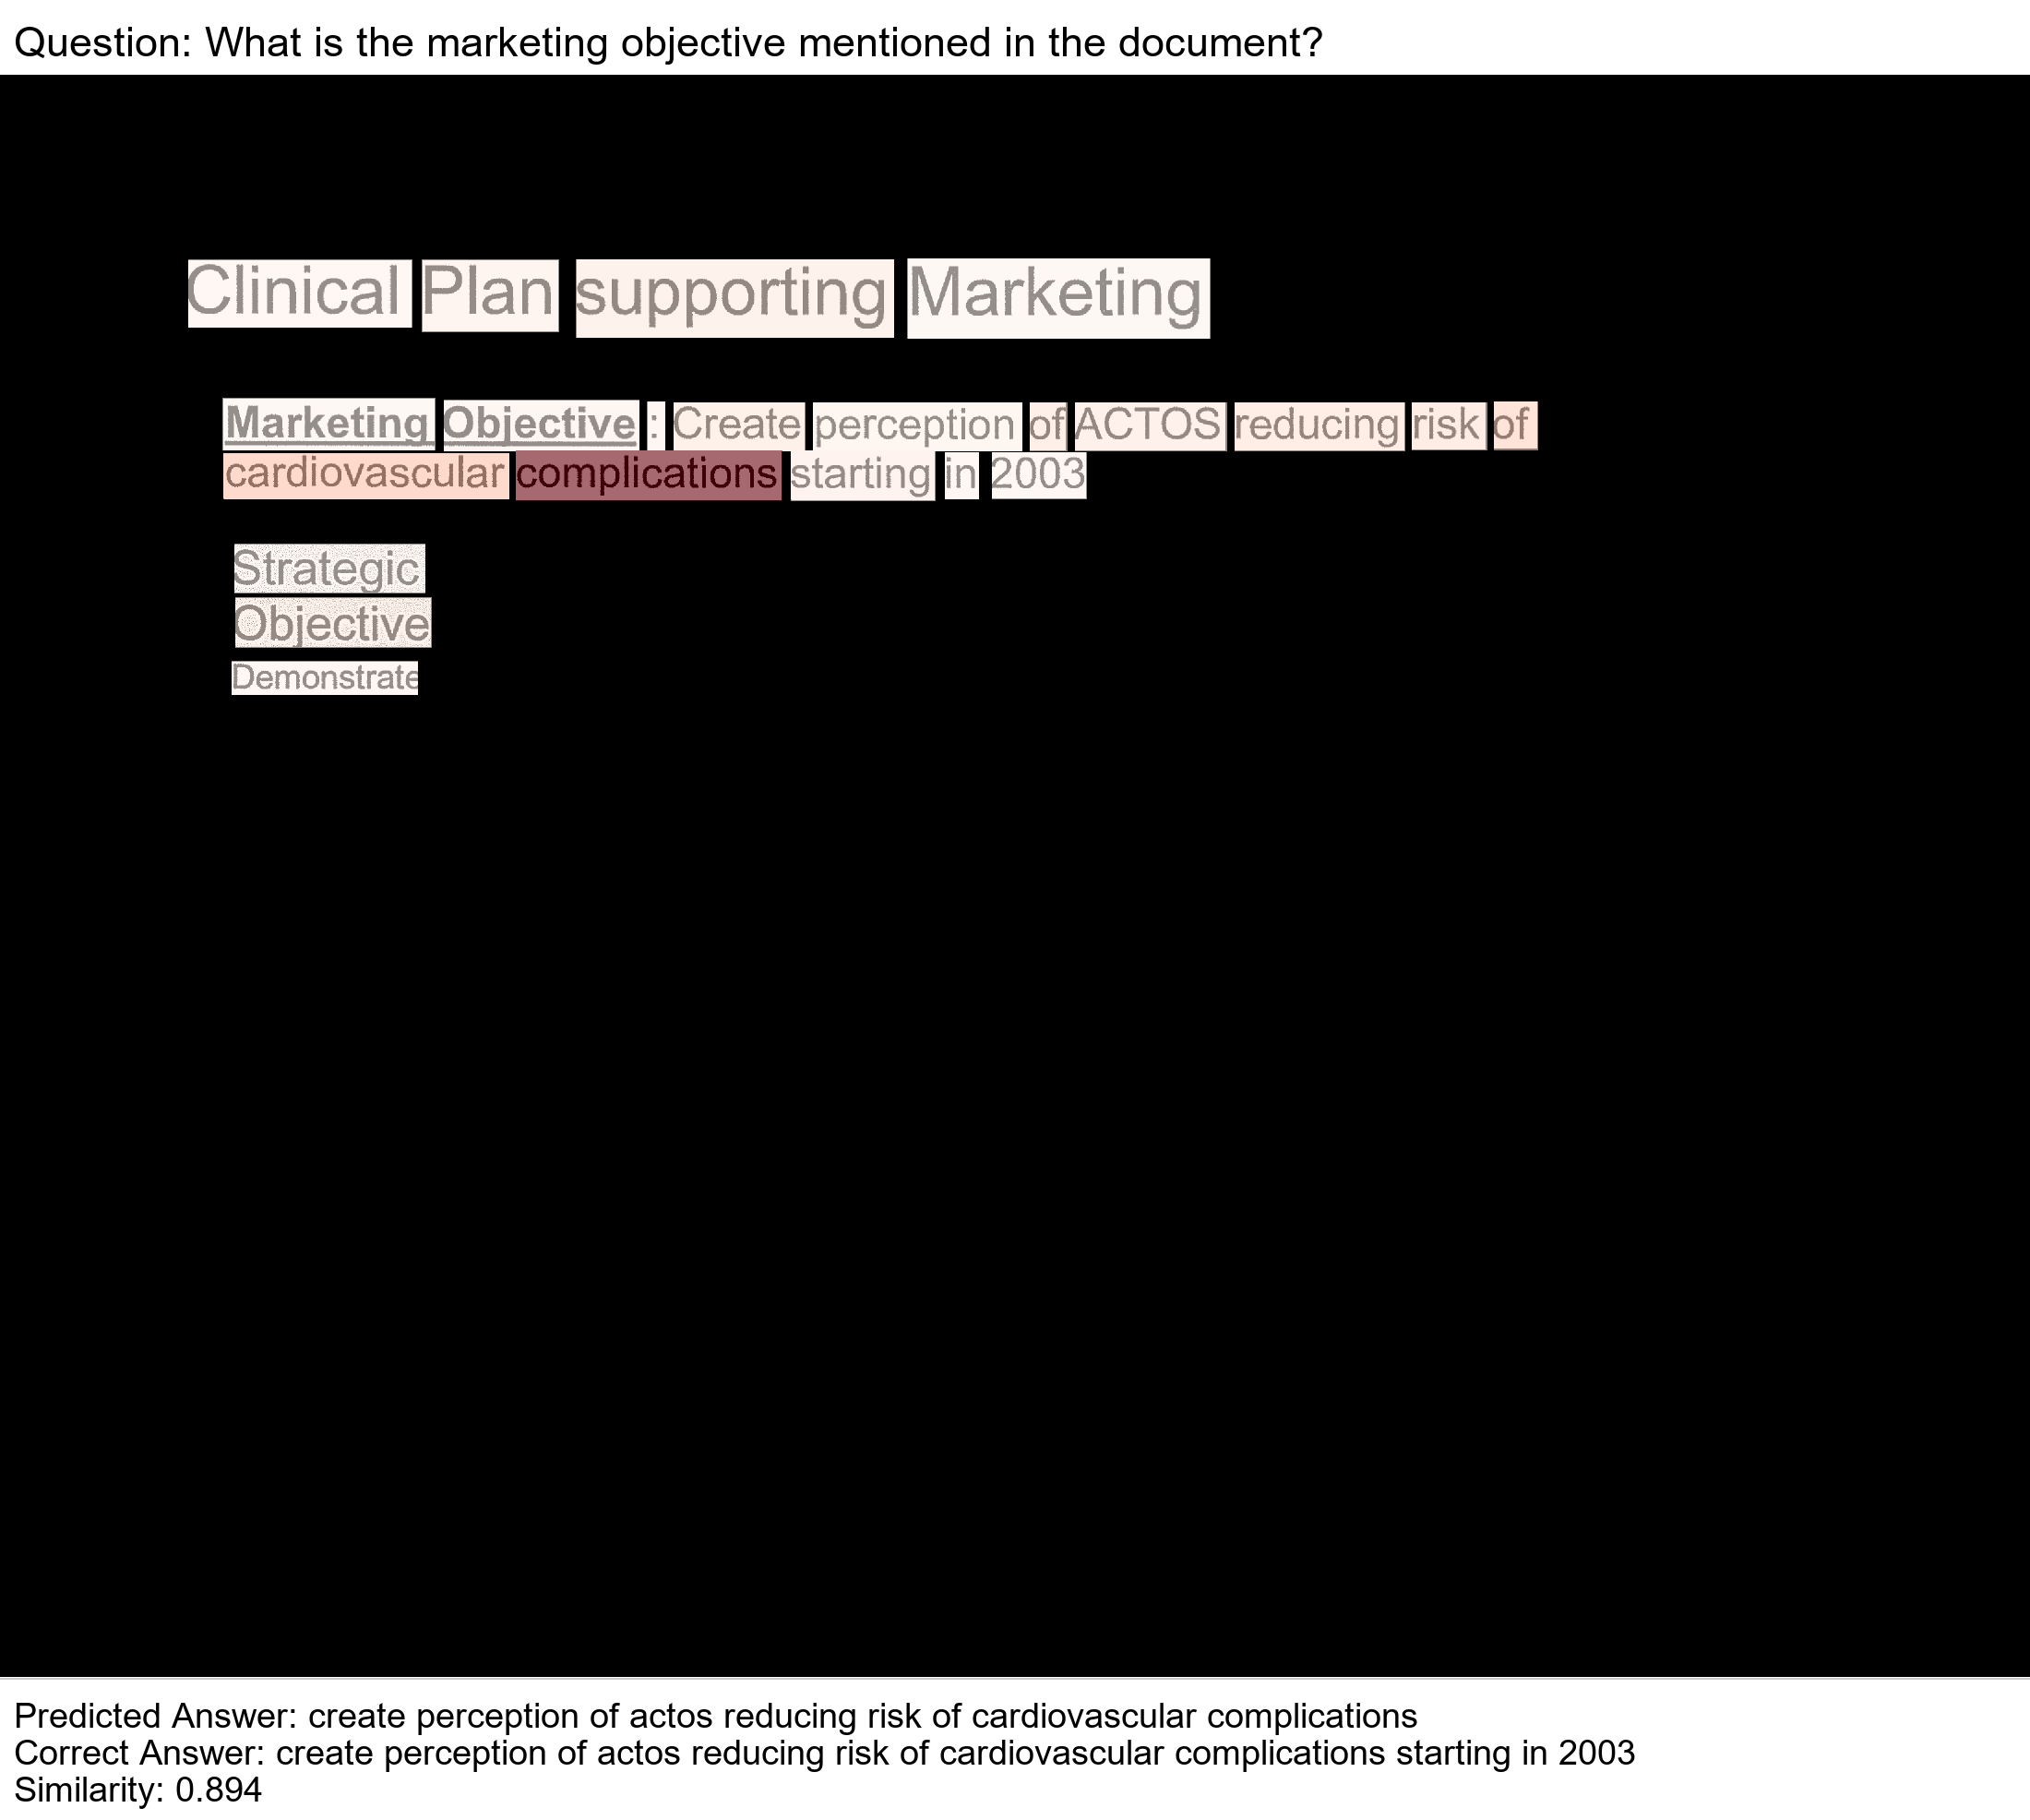 Question: What is the marketing objective mentioned in the document?
Clinical Plan supporting Marketing
Marketing Objective : Create perception of ACTOS reducing risk of
cardiovascular complications starting in 2003
Strategic
Objective
Demonstrate
Predicted Answer: create perception of actos reducing risk of cardiovascular complications
Correct Answer: create perception of actos reducing risk of cardiovascular complications starting in 2003
Similarity: 0.894